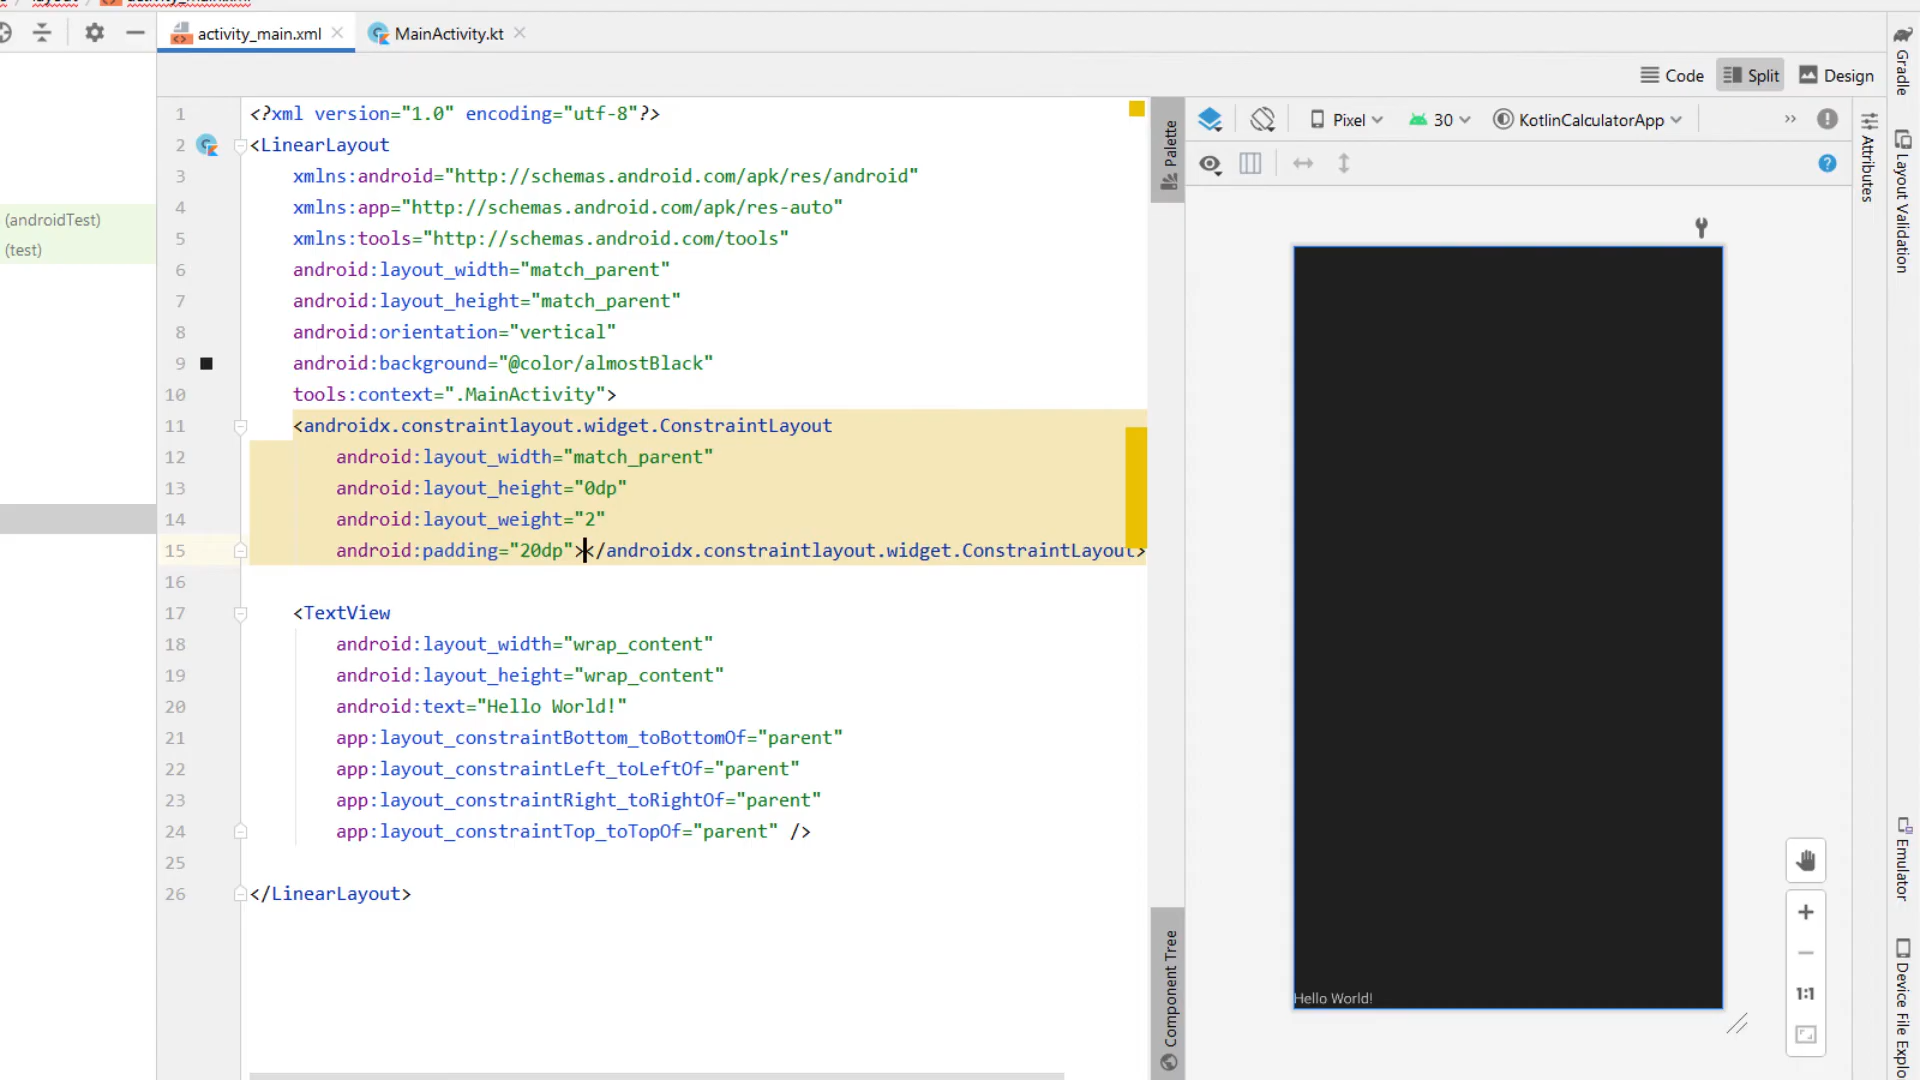 layout activity_main.xml
activity_main.xml
MainActivity.kt
Code
Split
Design
Gradle
Layout Validation
Attributes
Palette
Pixel
30
KotlinCalculatorApp
(androidTest)
(test)
1 <?xml version="1.0" encoding="utf-8"?>
2 <LinearLayout
3 xmlns:android="http://schemas.android.com/apk/res/android"
4 xmlns:app="http://schemas.android.com/apk/res-auto"
5 xmlns:tools="http://schemas.android.com/tools"
6 android:layout_width="match_parent"
7 android:layout_height="match_parent"
8 android:orientation="vertical"
9 android:background="@color/almostBlack"
10 tools:context=".MainActivity">
11 <androidx.constraintlayout.widget.ConstraintLayout
12 android:layout_width="match_parent"
13 android:layout_height="0dp"
14 android:layout_weight="2"
15 android:padding="20dp"></androidx.constraintlayout.widget.ConstraintLayout>
16
17 <TextView
18 android:layout_width="wrap_content"
19 android:layout_height="wrap_content"
20 android:text="Hello World!"
21 app:layout_constraintBottom_toBottomOf="parent"
22 app:layout_constraintLeft_toLeftOf="parent"
23 app:layout_constraintRight_toRightOf="parent"
24 app:layout_constraintTop_toTopOf="parent" />
25
26 </LinearLayout>
Hello World!
Component Tree
1:1
Emulator
Device File Explo